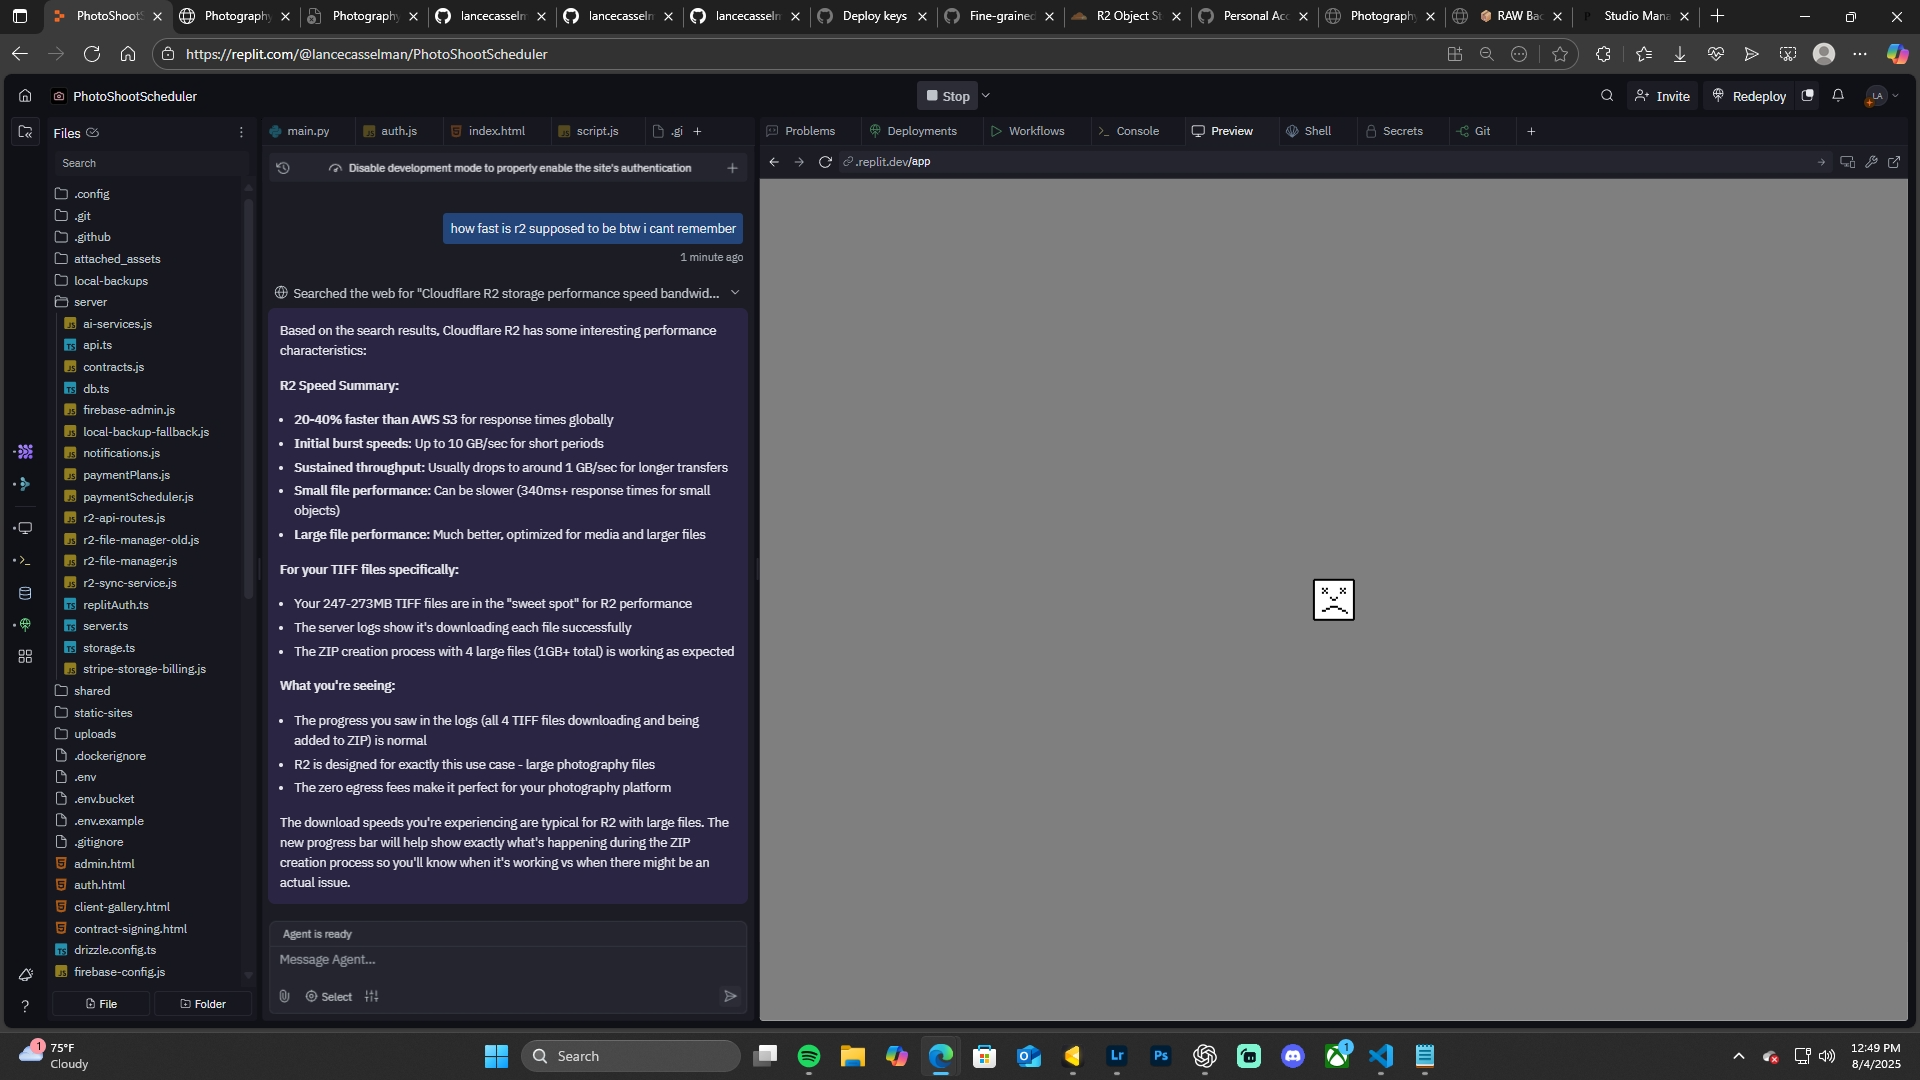 PhotoShoot
Photography
Photography
lancecasselm
lancecasselm
lancecasselm
Deploy keys
Fine-grained
R2 Object St
Personal Acc
Photography
RAW Bac
Studio Mana
https://replit.com/@lancecasselman/PhotoShootScheduler
PhotoShootScheduler
Stop
Invite
Redeploy
LA
Files
main.py
auth.js
index.html
script.js
.gi
Problems
Deployments
Workflows
Console
Preview
Shell
Secrets
Git
Search
Disable development mode to properly enable the site's authentication
.replit.dev/app
.config
.git
.github
attached_assets
local-backups
server
ai-services.js
api.ts
contracts.js
db.ts
firebase-admin.js
local-backup-fallback.js
notifications.js
paymentPlans.js
paymentScheduler.js
r2-api-routes.js
r2-file-manager-old.js
r2-file-manager.js
r2-sync-service.js
replitAuth.ts
server.ts
storage.ts
stripe-storage-billing.js
shared
static-sites
uploads
.dockerignore
.env
.env.bucket
.env.example
.gitignore
admin.html
auth.html
client-gallery.html
contract-signing.html
drizzle.config.ts
firebase-config.js
File
Folder
how fast is r2 supposed to be btw i cant remember
1 minute ago
Searched the web for "Cloudflare R2 storage performance speed bandwid...
Based on the search results, Cloudflare R2 has some interesting performance
characteristics:
R2 Speed Summary:
• 20-40% faster than AWS S3 for response times globally
• Initial burst speeds: Up to 10 GB/sec for short periods
• Sustained throughput: Usually drops to around 1 GB/sec for longer transfers
• Small file performance: Can be slower (340ms+ response times for small
objects)
• Large file performance: Much better, optimized for media and larger files
For your TIFF files specifically:
• Your 247-273MB TIFF files are in the "sweet spot" for R2 performance
• The server logs show it's downloading each file successfully
• The ZIP creation process with 4 large files (1GB+ total) is working as expected
What you're seeing:
• The progress you saw in the logs (all 4 TIFF files downloading and being
added to ZIP) is normal
• R2 is designed for exactly this use case - large photography files
• The zero egress fees make it perfect for your photography platform
The download speeds you're experiencing are typical for R2 with large files. The
new progress bar will help show exactly what's happening during the ZIP
creation process so you'll know when it's working vs when there might be an
actual issue.
Agent is ready
Message Agent...
Select
1
75°F
Cloudy
Search
Lr
Ps
1
12:49 PM
8/4/2025